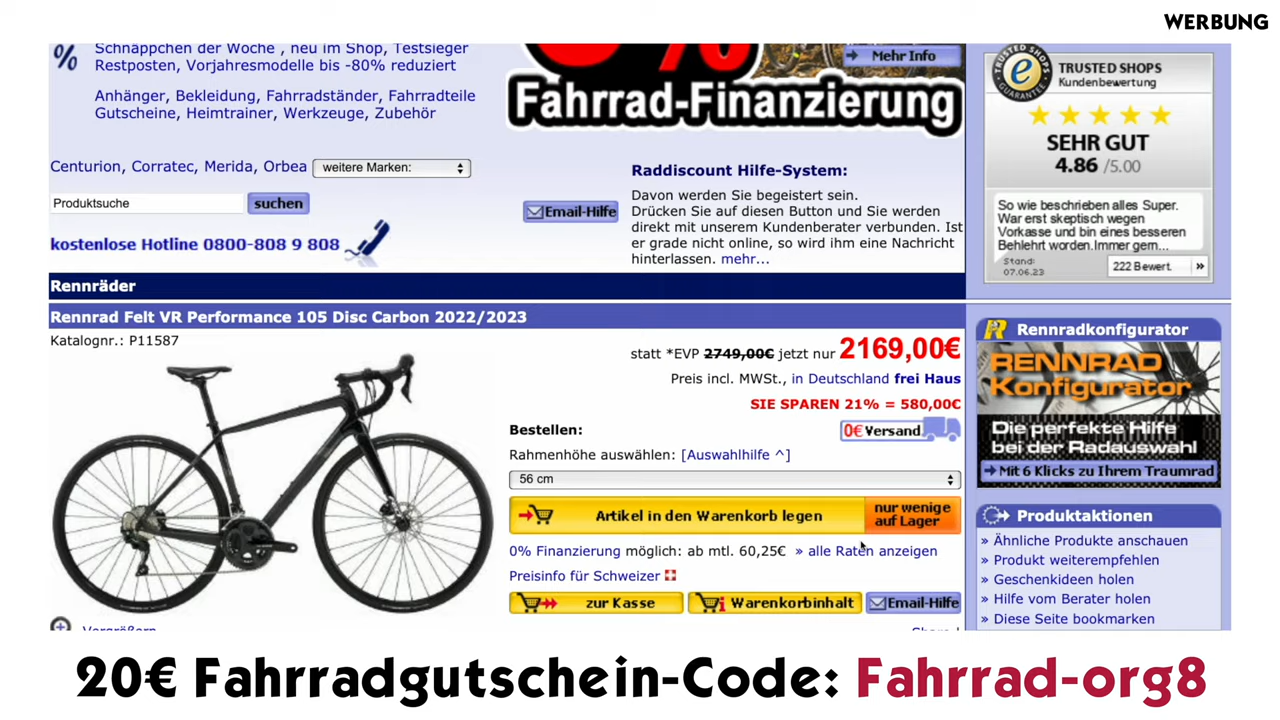 WERBUNG
% Schnäppchen der Woche , neu im Shop, Testsieger
Restposten, Vorjahresmodelle bis -80% reduziert
Anhänger, Bekleidung, Fahrradständer, Fahrradteile
Gutscheine, Heimtrainer, Werkzeuge, Zubehör
Mehr Info
Fahrrad-Finanzierung
Centurion, Corratec, Merida, Orbea weitere Marken:
Produktsuche suchen
kostenlose Hotline 0800-808 9 808
Email-Hilfe
Raddiscount Hilfe-System:
Davon werden Sie begeistert sein.
Drücken Sie auf diesen Button und Sie werden
direkt mit unserem Kundenberater verbunden. Ist
er grade nicht online, so wird ihm eine Nachricht
hinterlassen. mehr...
TRUSTED SHOPS
GUARANTEE
Kundenbewertung
SEHR GUT
4.86 /5.00
So wie beschrieben alles Super.
War erst skeptisch wegen
Vorkasse und bin eines besseren
Behlehrt worden.Immer gern...
Stand:
07.06.23
222 Bewert. »
Rennräder
Rennrad Felt VR Performance 105 Disc Carbon 2022/2023
Katalognr.: P11587
statt *EVP 2749,00€ jetzt nur 2169,00€
Preis incl. MWSt., in Deutschland frei Haus
SIE SPAREN 21% = 580,00€
Bestellen:
0€ Versand
Rahmenhöhe auswählen: [Auswahlhilfe ^]
56 cm
Artikel in den Warenkorb legen
nur wenige
auf Lager
0% Finanzierung möglich: ab mtl. 60,25€ » alle Raten anzeigen
Preisinfo für Schweizer
zur Kasse
Warenkorbinhalt
Email-Hilfe
Vergrößern
Share !
Rennradkonfigurator
RENNRAD
Konfigurator
Die perfekte Hilfe
bei der Radauswahl
Mit 6 Klicks zu Ihrem Traumrad
Produktaktionen
» Ähnliche Produkte anschauen
» Produkt weiterempfehlen
» Geschenkideen holen
» Hilfe vom Berater holen
» Diese Seite bookmarken
20€ Fahrradgutschein-Code: Fahrrad-org8